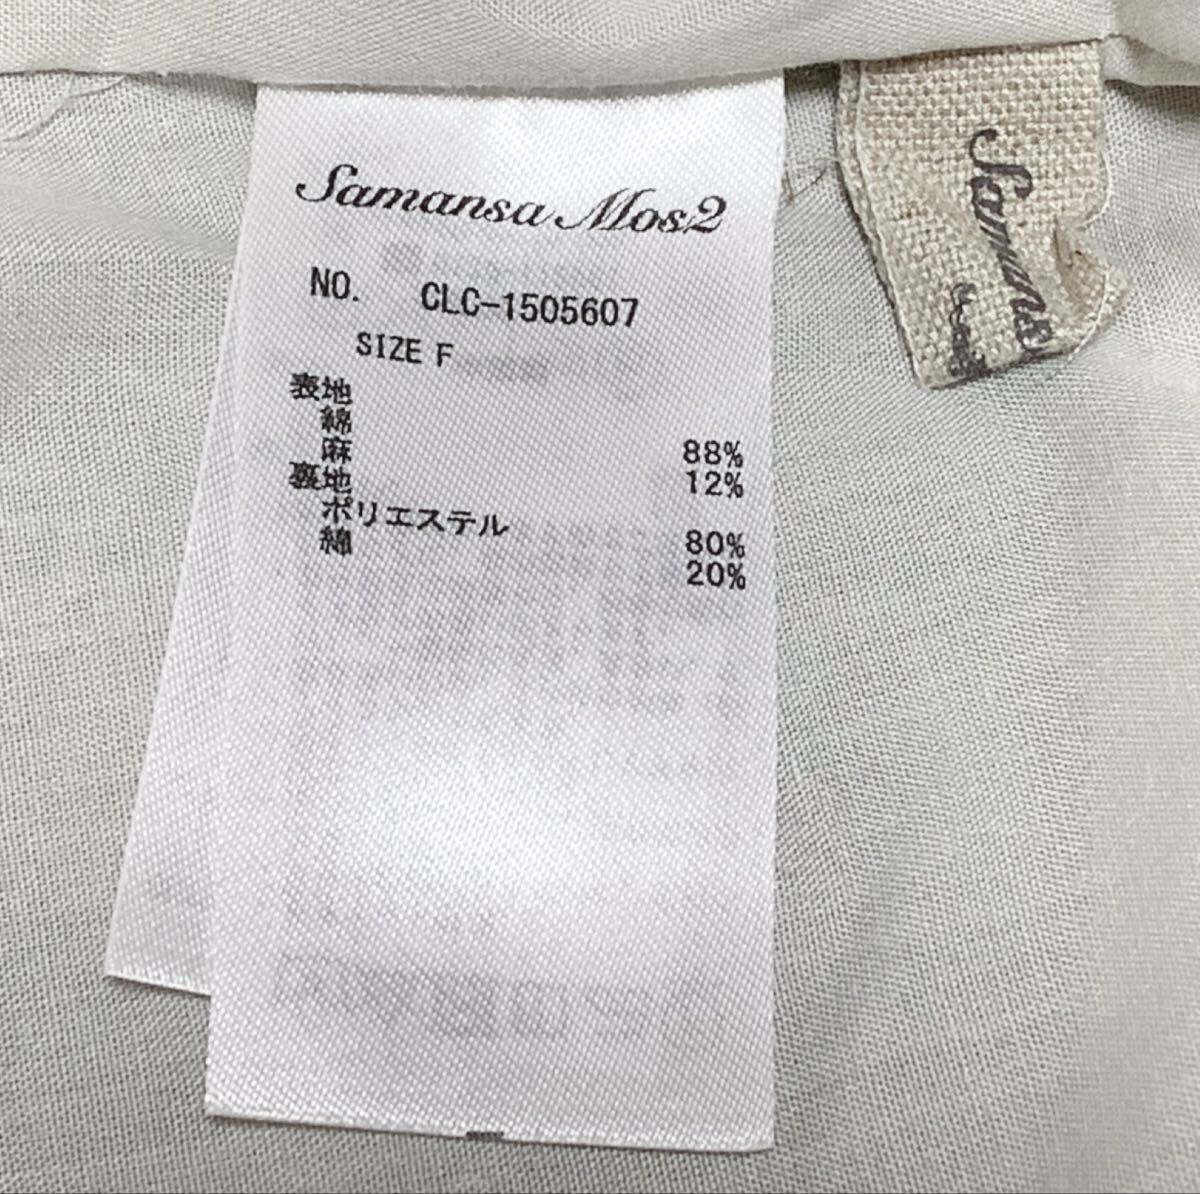 Samansa Mos2
NO. CLC-1505607
SIZE F
表地
綿 88%
麻 12%
裏地
ポリエステル 80%
綿 20%
Samansa